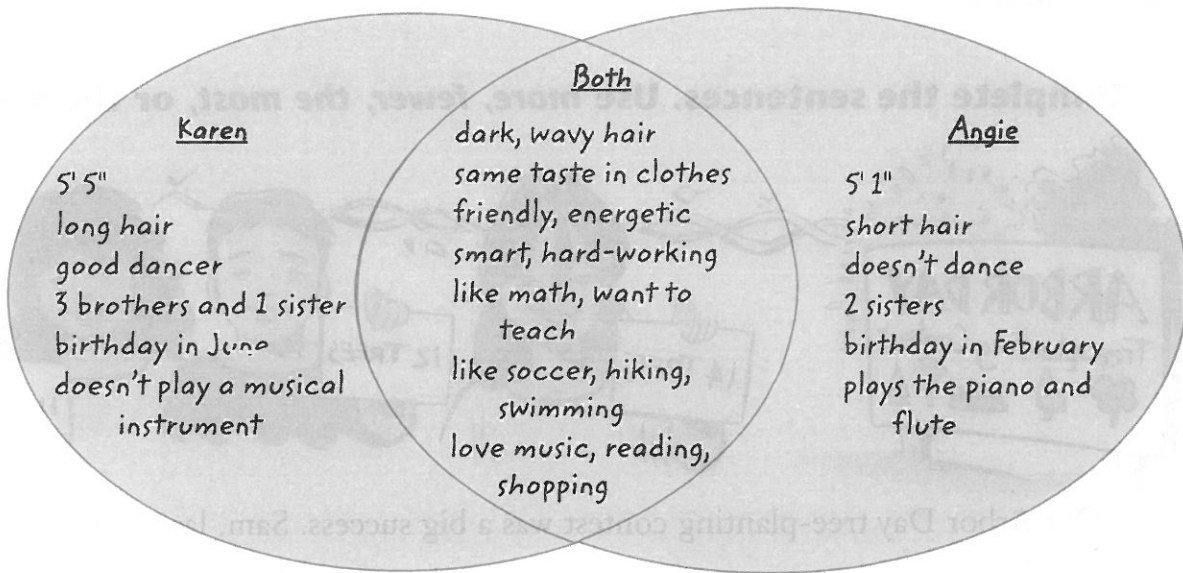 Both
Karen
Angie
5' 5"
long hair
good dancer
3 brothers and 1 sister
birthday in June
doesn't play a musical
instrument
dark, wavy hair
same taste in clothes
friendly, energetic
smart, hard-working
like math, want to
teach
like soccer, hiking,
swimming
love music, reading,
shopping
5' 1"
short hair
doesn't dance
2 sisters
birthday in February
plays the piano and
flute